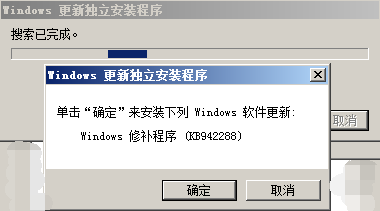 Windows 更新独立安装程序
搜索已完成。
Windows 更新独立安装程序
单击“确定”来安装下列 Windows 软件更新:
Windows 修补程序 (KB942288)
取消
确定
取消